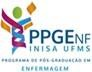 PPGENF
INISA UFMS
PROGRAMA DE PÓS-GRADUAÇÃO EM
ENFERMAGEM